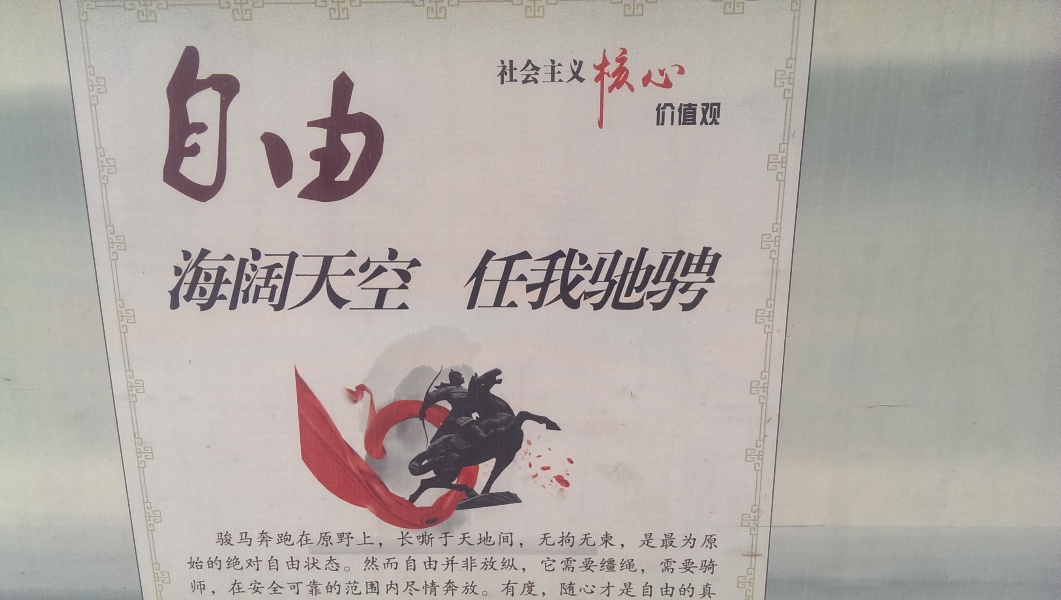 自由
社会主义核心
价值观
海阔天空 任我驰骋
骏马奔跑在原野上，长嘶于天地间，无拘无束，是最为原
始的绝对自由状态。然而自由并非放纵，它需要缰绳，需要骑
师，在安全可靠的范围内尽情奔放。有度，随心才是自由的真